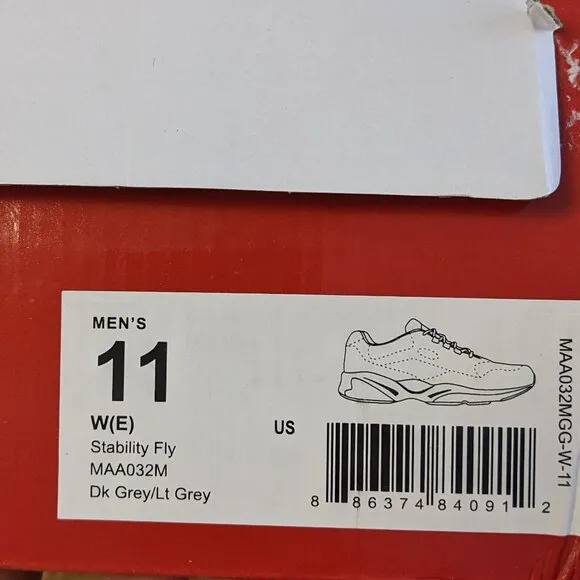 MEN'S
11
W(E)
Stability Fly
MAA032M
Dk Grey/Lt Grey
US
8 86374 84091 2
MAA032MGG-W-11